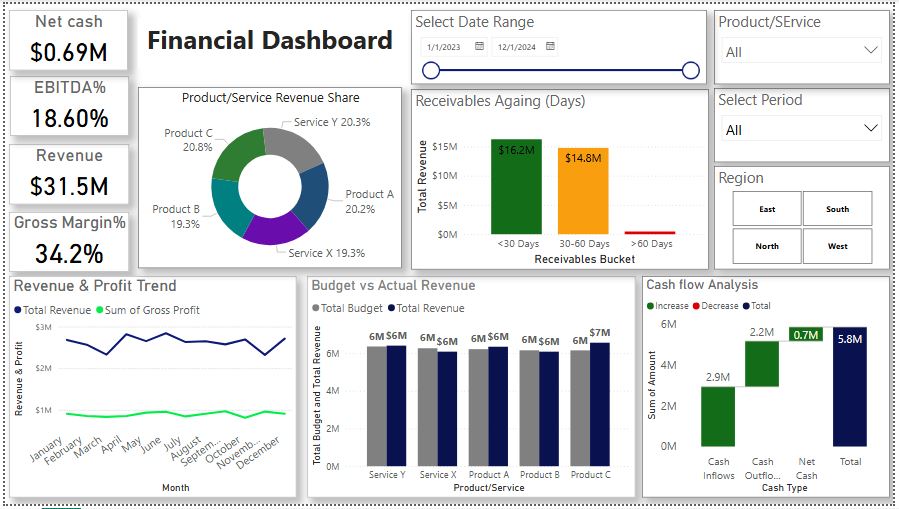 Net cash
$0.69M
EBITDA%
18.60%
Revenue
$31.5M
Gross Margin%
34.2%
Financial Dashboard
Select Date Range
1/1/2023
12/1/2024
Product/SErvice
All
Select Period
All
Region
East
South
North
West
Product/Service Revenue Share
Service Y 20.3%
Product A
20.2%
Service X 19.3%
Product B
19.3%
Product C
20.8%
Receivables Againg (Days)
Total Revenue
$15M
$10M
$5M
$0M
$16.2M
$14.8M
<30 Days
30-60 Days
>60 Days
Receivables Bucket
Revenue & Profit Trend
Total Revenue
Sum of Gross Profit
Revenue & Profit
$3M
$2M
$1M
January
February
March
April
May
June
July
August
Septem...
October
Novemb...
December
Month
Budget vs Actual Revenue
Total Budget
Total Revenue
Total Budget and Total Revenue
6M
4M
2M
0M
6M $6M
6M $6M
6M $6M
6M $6M
6M $7M
Service Y
Service X
Product A
Product B
Product C
Product/Service
Cash flow Analysis
Increase
Decrease
Total
Sum of Amount
6M
4M
2M
0M
2.9M
2.2M
0.7M
5.8M
Cash
Inflows
Cash
Outflo...
Net
Cash
Total
Cash Type